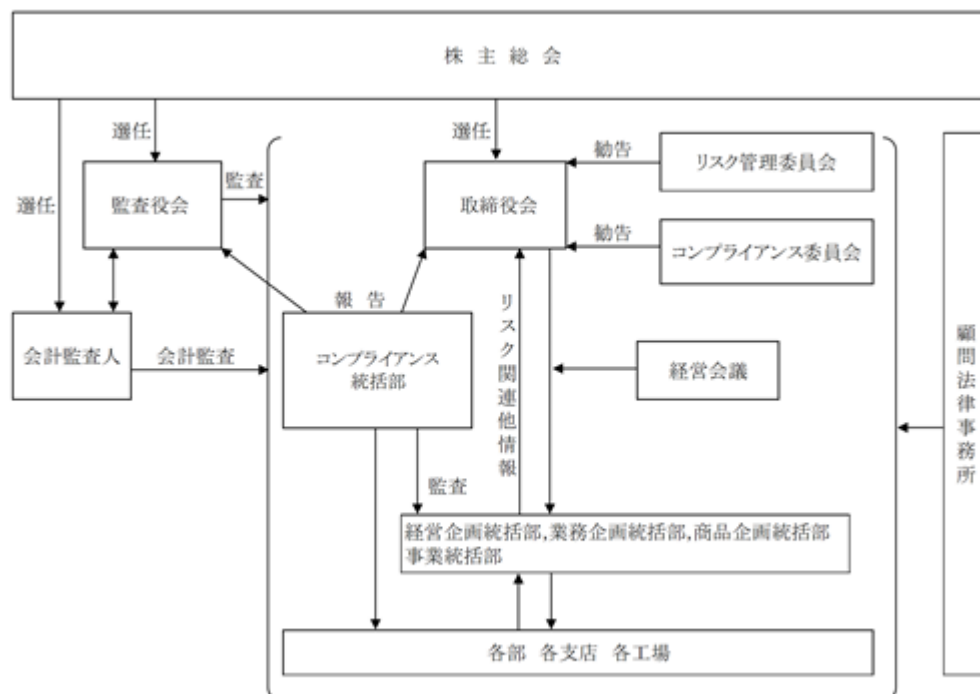 株主総会
選任
選任
選任
監査役会
監査
取締役会
勧告
リスク管理委員会
勧告
コンプライアンス委員会
会計監査人
会計監査
報告
コンプライアンス
統括部
リスク関連他情報
経営会議
顧問法律事務所
監査
経営企画統括部,業務企画統括部,商品企画統括部
事業統括部
各部 各支店 各工場